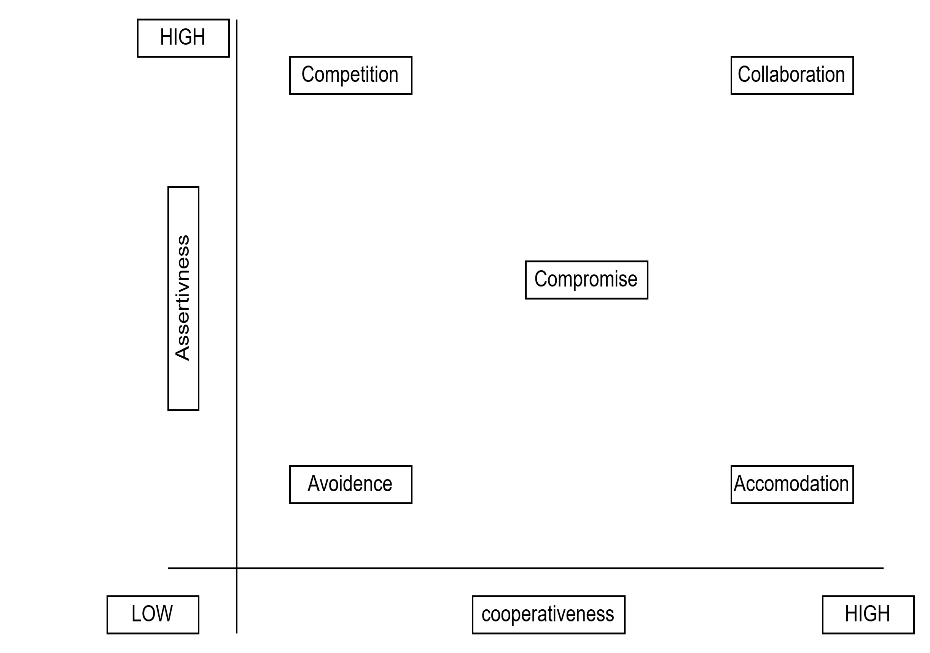 HIGH
Competition
Collaboration
Assertivness
Compromise
Avoidence
Accomodation
LOW
cooperativeness
HIGH